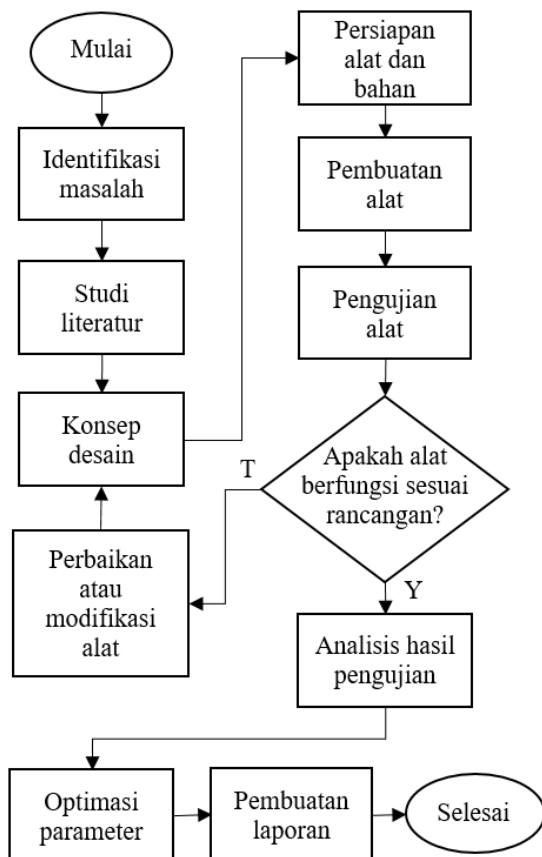 Mulai
Identifikasi
masalah
Studi
literatur
Konsep
desain
Perbaikan
atau
modifikasi
alat
Persiapan
alat dan
bahan
Pembuatan
alat
Pengujian
alat
Apakah alat
berfungsi sesuai
rancangan?
T
Y
Analisis hasil
pengujian
Optimasi
parameter
Pembuatan
laporan
Selesai